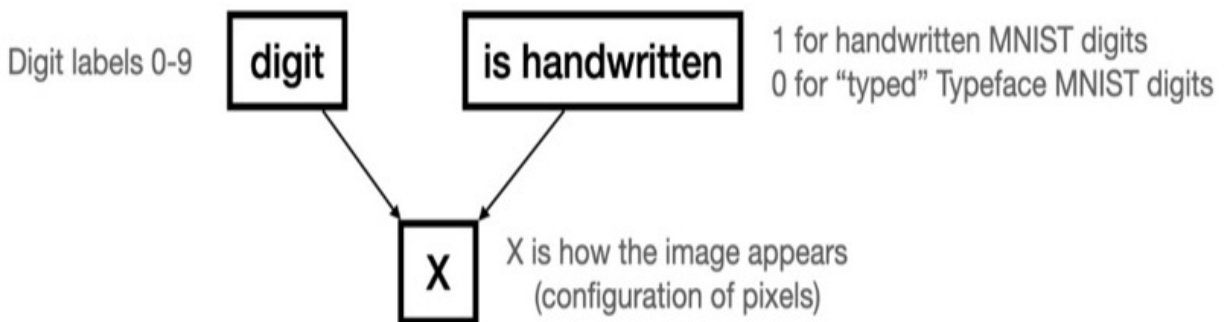 Digit labels 0-9
digit
is handwritten
1 for handwritten MNIST digits
0 for “typed” Typeface MNIST digits
X
X is how the image appears
(configuration of pixels)